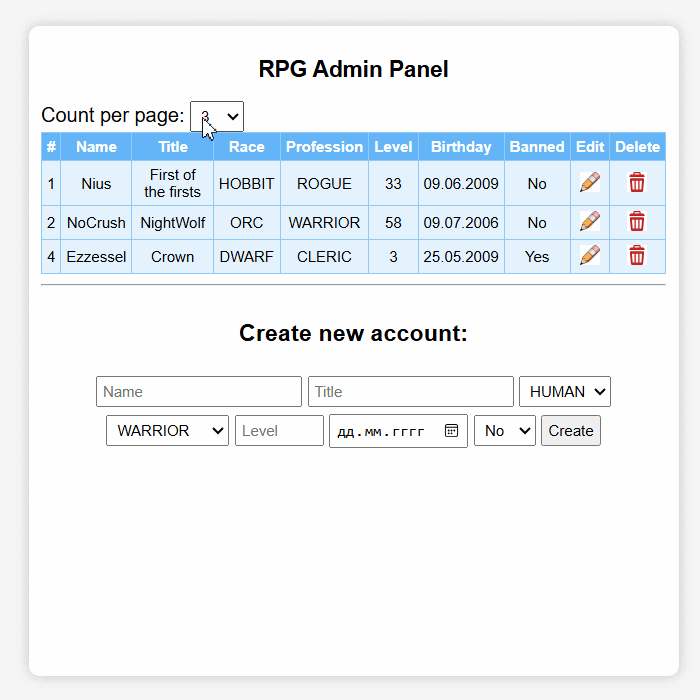 RPG Admin Panel
Count per page: 3
# Name Title Race Profession Level Birthday Banned Edit Delete
1 Nius First of the firsts HOBBIT ROGUE 33 09.06.2009 No
2 NoCrush NightWolf ORC WARRIOR 58 09.07.2006 No
4 Ezzessel Crown DWARF CLERIC 3 25.05.2009 Yes
Create new account:
Name Title HUMAN
WARRIOR Level дд.мм.гггг No Create